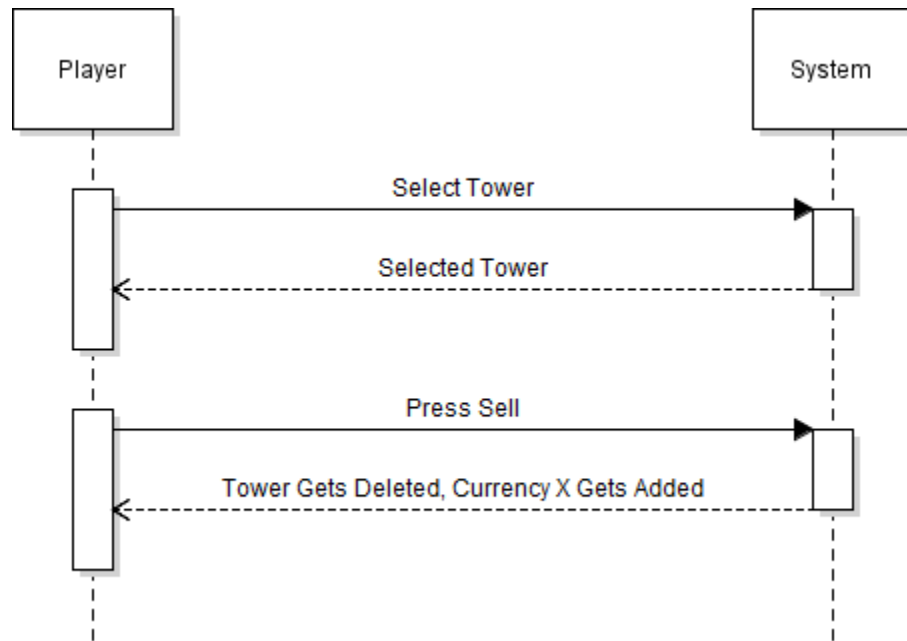 Player
System
Select Tower
Selected Tower
Press Sell
Tower Gets Deleted, Currency X Gets Added